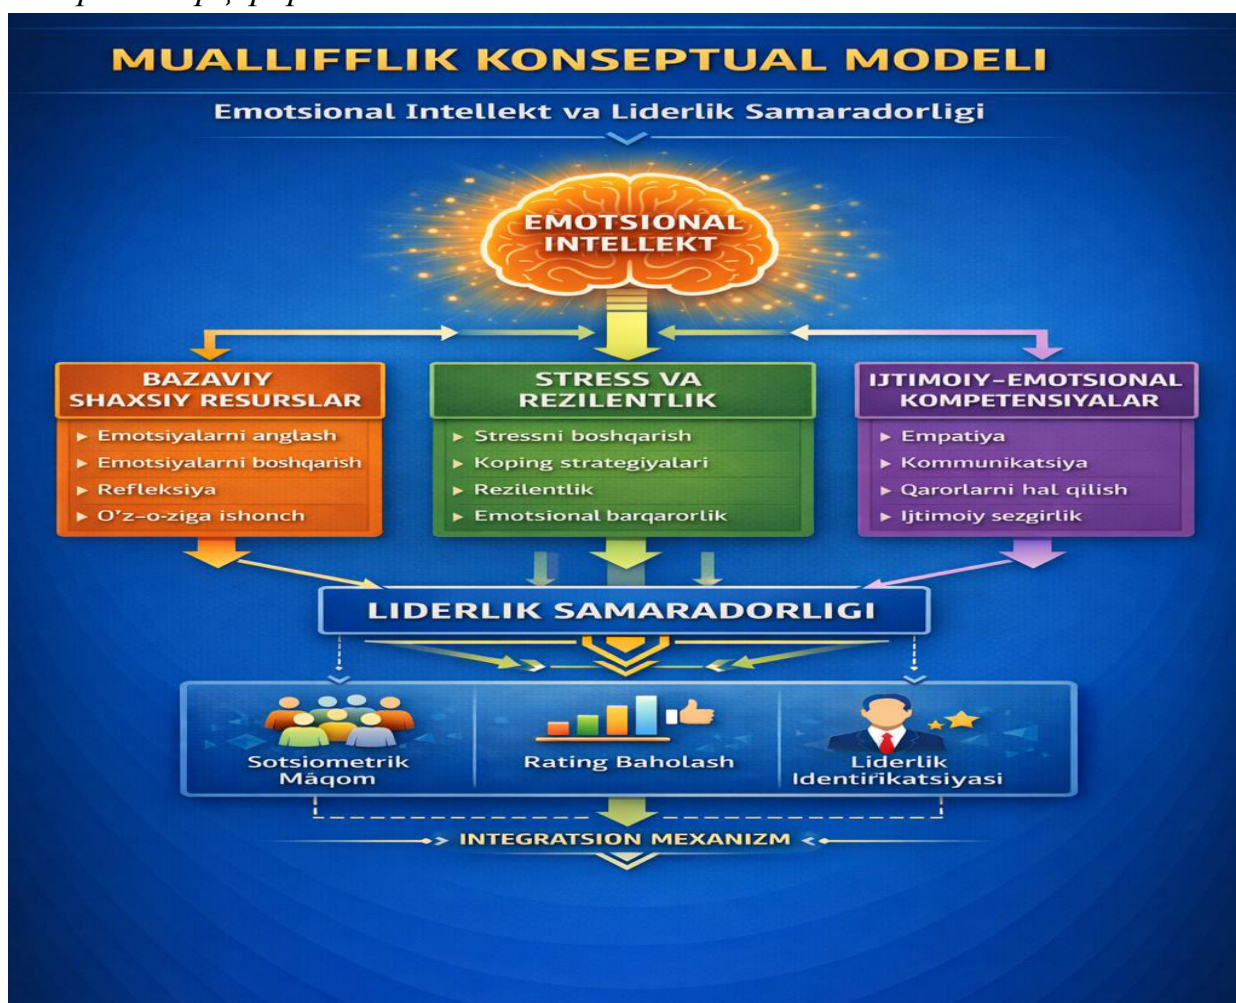 MUALLIFFLIK KONSEPTUAL MODELI
Emotsional Intellekt va Liderlik Samaradorligi
EMOTSIONAL
INTELLEKT
BAZAVIY
SHAXSIY RESURSLAR
▸ Emotsiyalarni anglash
▸ Emotsiyalarni boshqarish
▸ Refleksiya
▸ O'z-o-ziga ishonch
STRESS VA
REZILENTLIK
▸ Stressni boshqarish
▸ Koping strategiyalari
▸ Rezilentlik
▸ Emotsional barqarorlik
IJTIMOIY-EMOTSIONAL
KOMPETENSIYALAR
▸ Empatiya
▸ Kommunikatsiya
▸ Qarorlarni hal qilish
▸ Ijtimoiy sezgirlik
LIDERLIK SAMARADORLIGI
Sotsiometrik
Måqom
Rating Baholash
Liderlik
Identifikatsiyasi
INTEGRATSION MEXANIZM